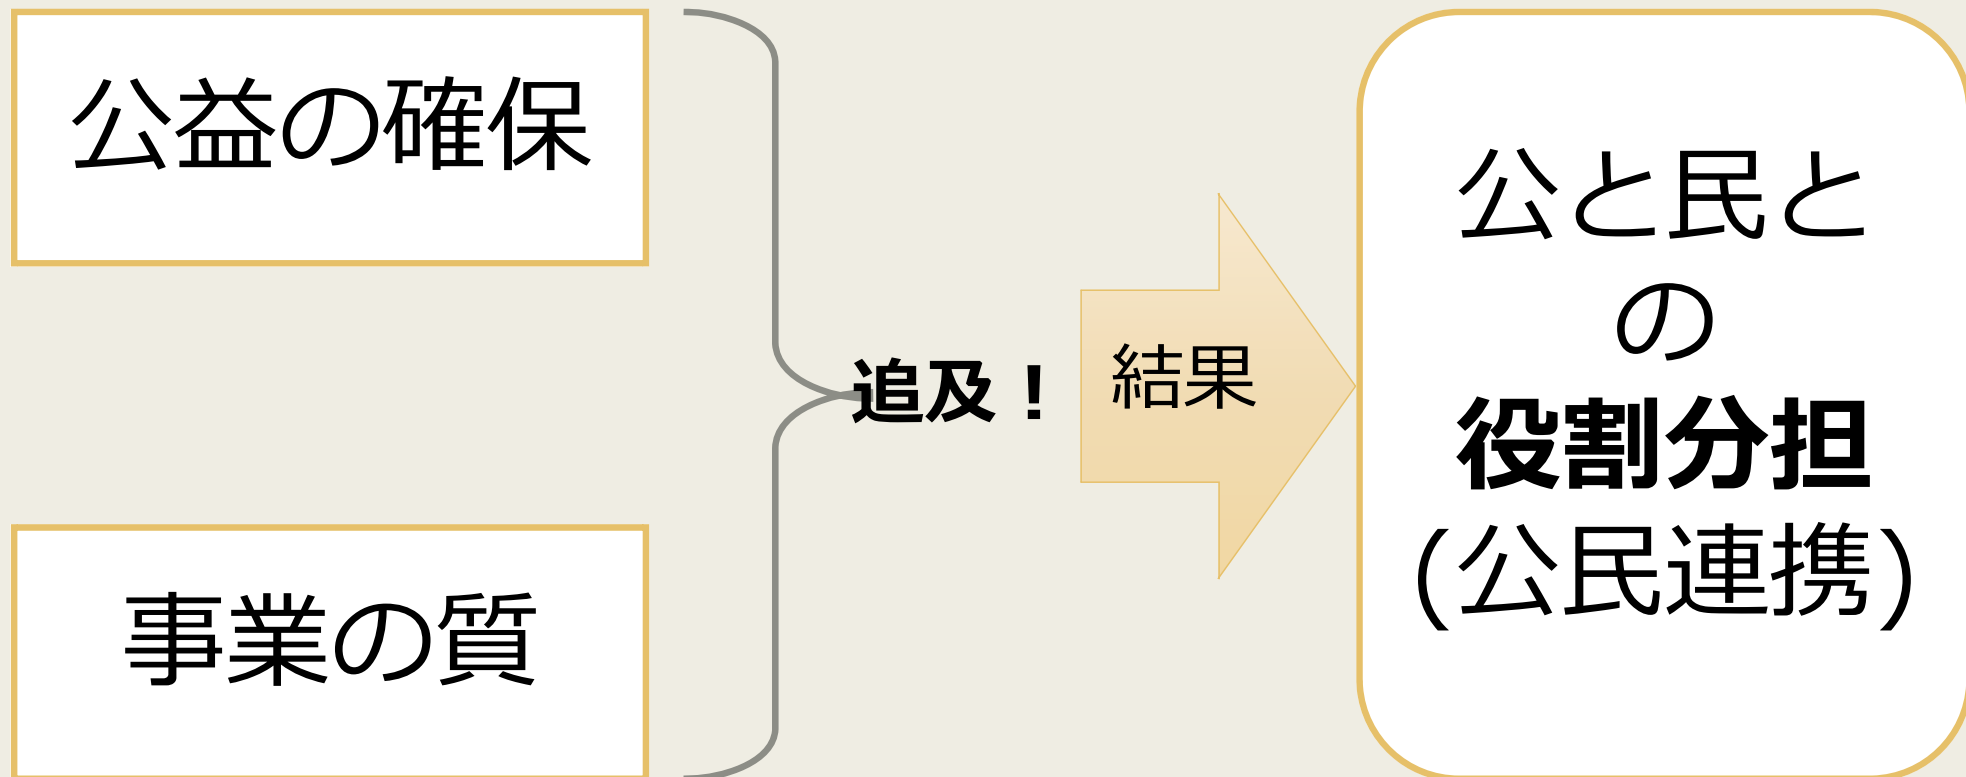 公益の確保
事業の質
追及！
結果
公と民と
の
役割分担
(公民連携)